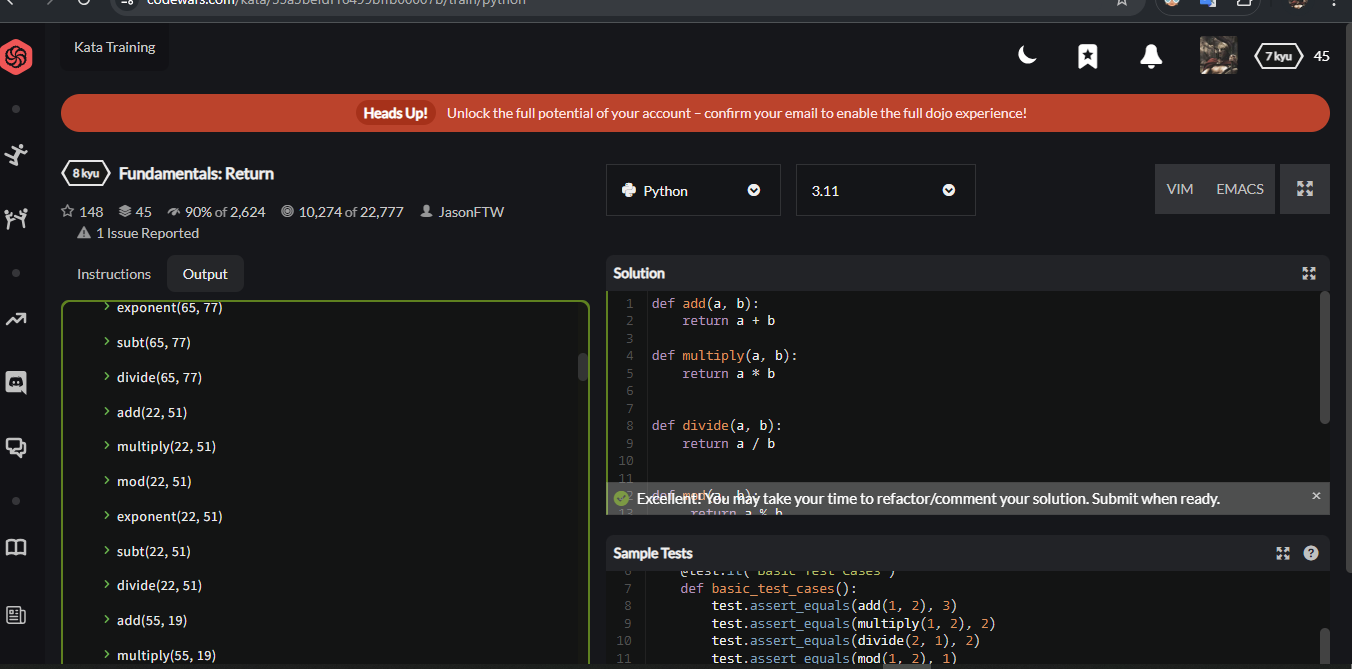 codewars.com/kata/55a5befdf16499bffb00007b/train/python
Kata Training
7 kyu 45
Heads Up! Unlock the full potential of your account – confirm your email to enable the full dojo experience!
8 kyu Fundamentals: Return
148 45 90% of 2,624 10,274 of 22,777 JasonFTW
1 Issue Reported
Python 3.11 VIM EMACS
Instructions Output
exponent(65, 77)
subt(65, 77)
divide(65, 77)
add(22, 51)
multiply(22, 51)
mod(22, 51)
exponent(22, 51)
subt(22, 51)
divide(22, 51)
add(55, 19)
multiply(55, 19)
Solution
1 def add(a, b):
2 return a + b
3
4 def multiply(a, b):
5 return a * b
6
7
8 def divide(a, b):
9 return a / b
10
11
12 def mod(a, b):
Excellent! You may take your time to refactor/comment your solution. Submit when ready.
13 return a % b
Sample Tests
6 @test.it("Basic Test Cases")
7 def basic_test_cases():
8 test.assert_equals(add(1, 2), 3)
9 test.assert_equals(multiply(1, 2), 2)
10 test.assert_equals(divide(2, 1), 2)
11 test.assert_equals(mod(1, 2), 1)